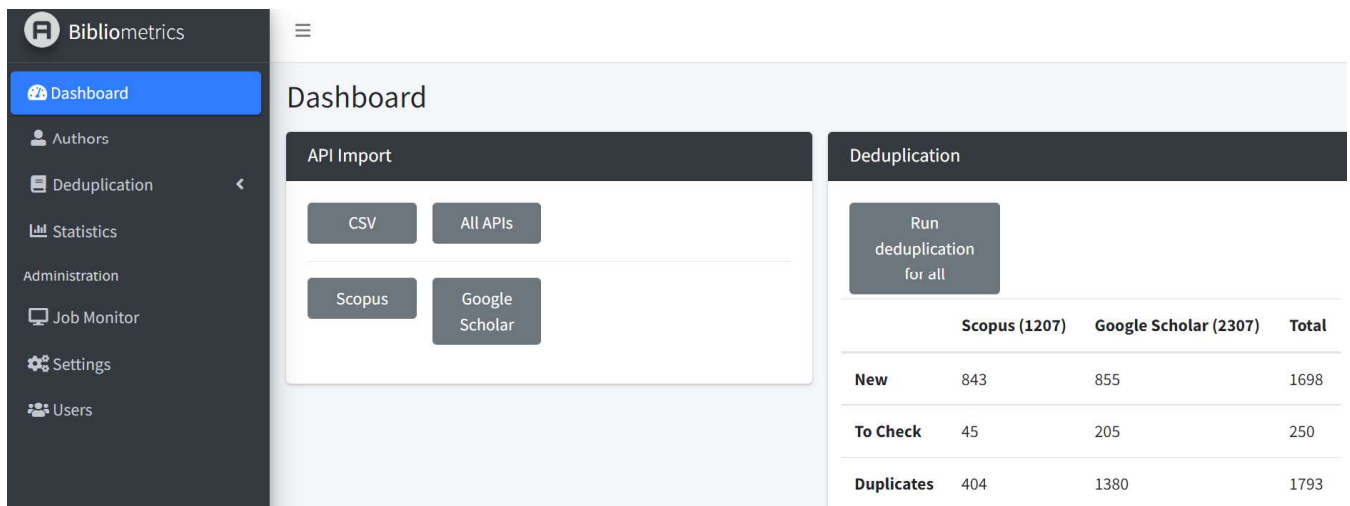 Bibliometrics
Dashboard
Authors
Deduplication
Statistics
Administration
Job Monitor
Settings
Users
Dashboard
API Import
CSV All APIs
Scopus Google
Scholar
Deduplication
Run
deduplication
for all
Scopus (1207) Google Scholar (2307) Total
New 843 855 1698
To Check 45 205 250
Duplicates 404 1380 1793